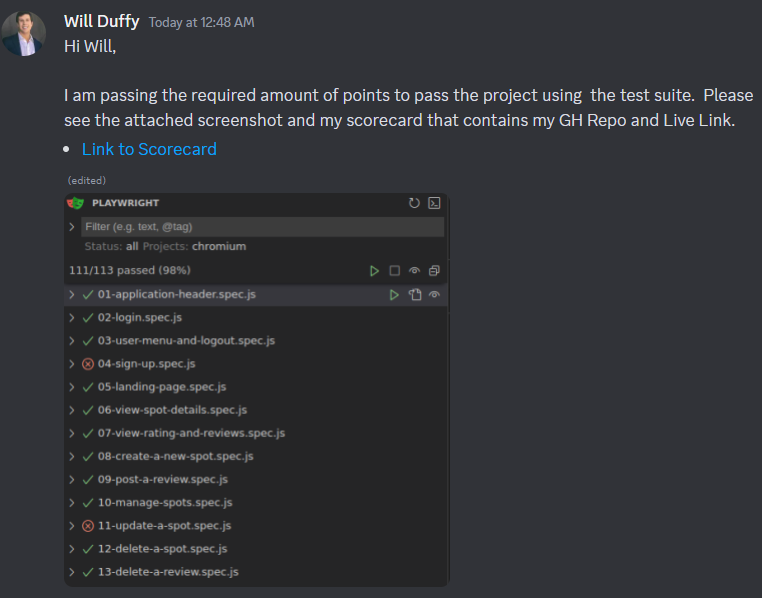 Will Duffy Today at 12:48 AM
Hi Will,
I am passing the required amount of points to pass the project using  the test suite.  Please
see the attached screenshot and my scorecard that contains my GH Repo and Live Link.
• Link to Scorecard
(edited)
PLAYWRIGHT
Filter (e.g. text, @tag)
Status: all Projects: chromium
111/113 passed (98%)
01-application-header.spec.js
02-login.spec.js
03-user-menu-and-logout.spec.js
04-sign-up.spec.js
05-landing-page.spec.js
06-view-spot-details.spec.js
07-view-rating-and-reviews.spec.js
08-create-a-new-spot.spec.js
09-post-a-review.spec.js
10-manage-spots.spec.js
11-update-a-spot.spec.js
12-delete-a-spot.spec.js
13-delete-a-review.spec.js